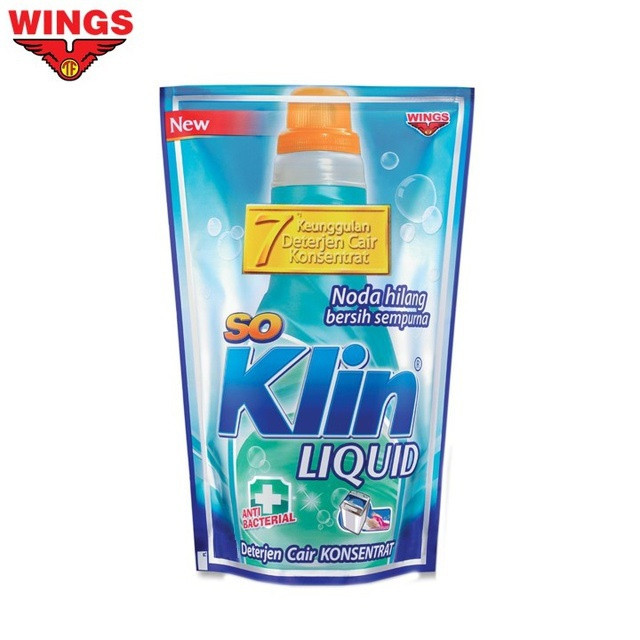 WINGS
New
WINGS
7
Keunggulan
Deterjen Cair
Konsentrat
Noda hilang
bersih sempurna
SO
Klin®
LIQUID
ANTI
BACTERIAL
Deterjen Cair KONSENTRAT